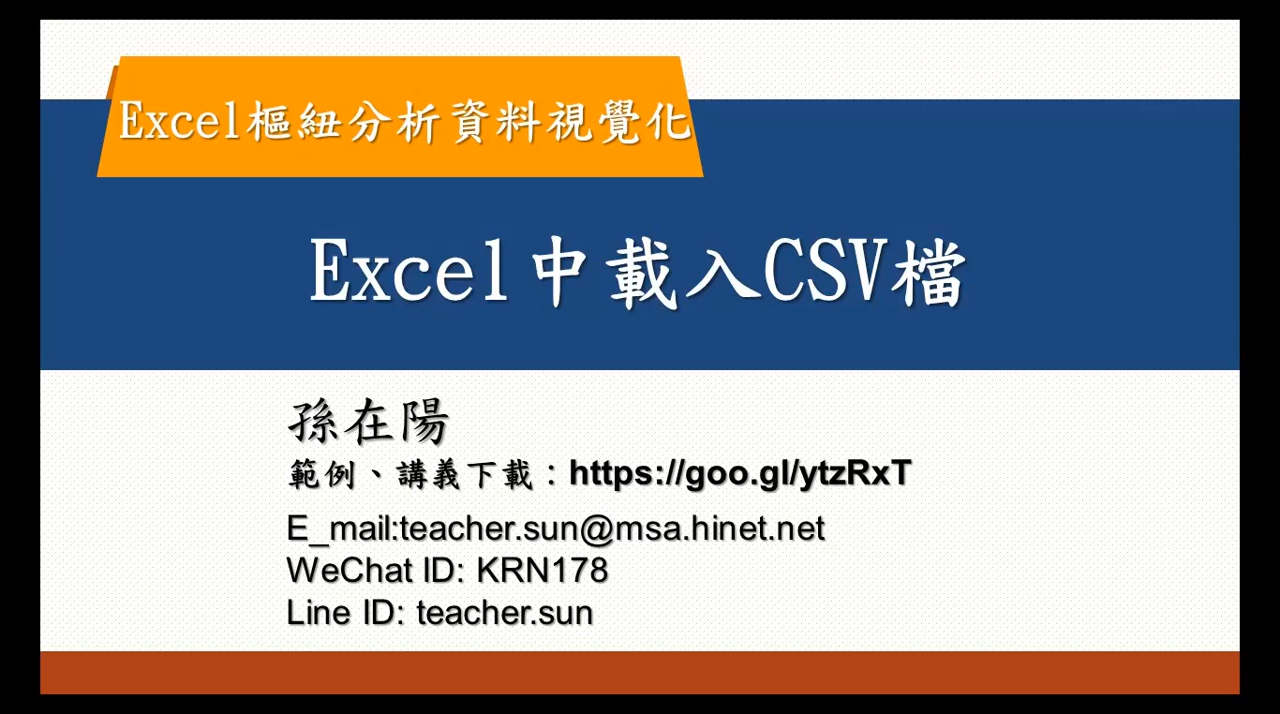 Excel樞紐分析資料視覺化
Excel中載入CSV檔
孫在陽
範例、講義下載：https://goo.gl/ytzRxT
E_mail:teacher.sun@msa.hinet.net
WeChat ID: KRN178
Line ID: teacher.sun